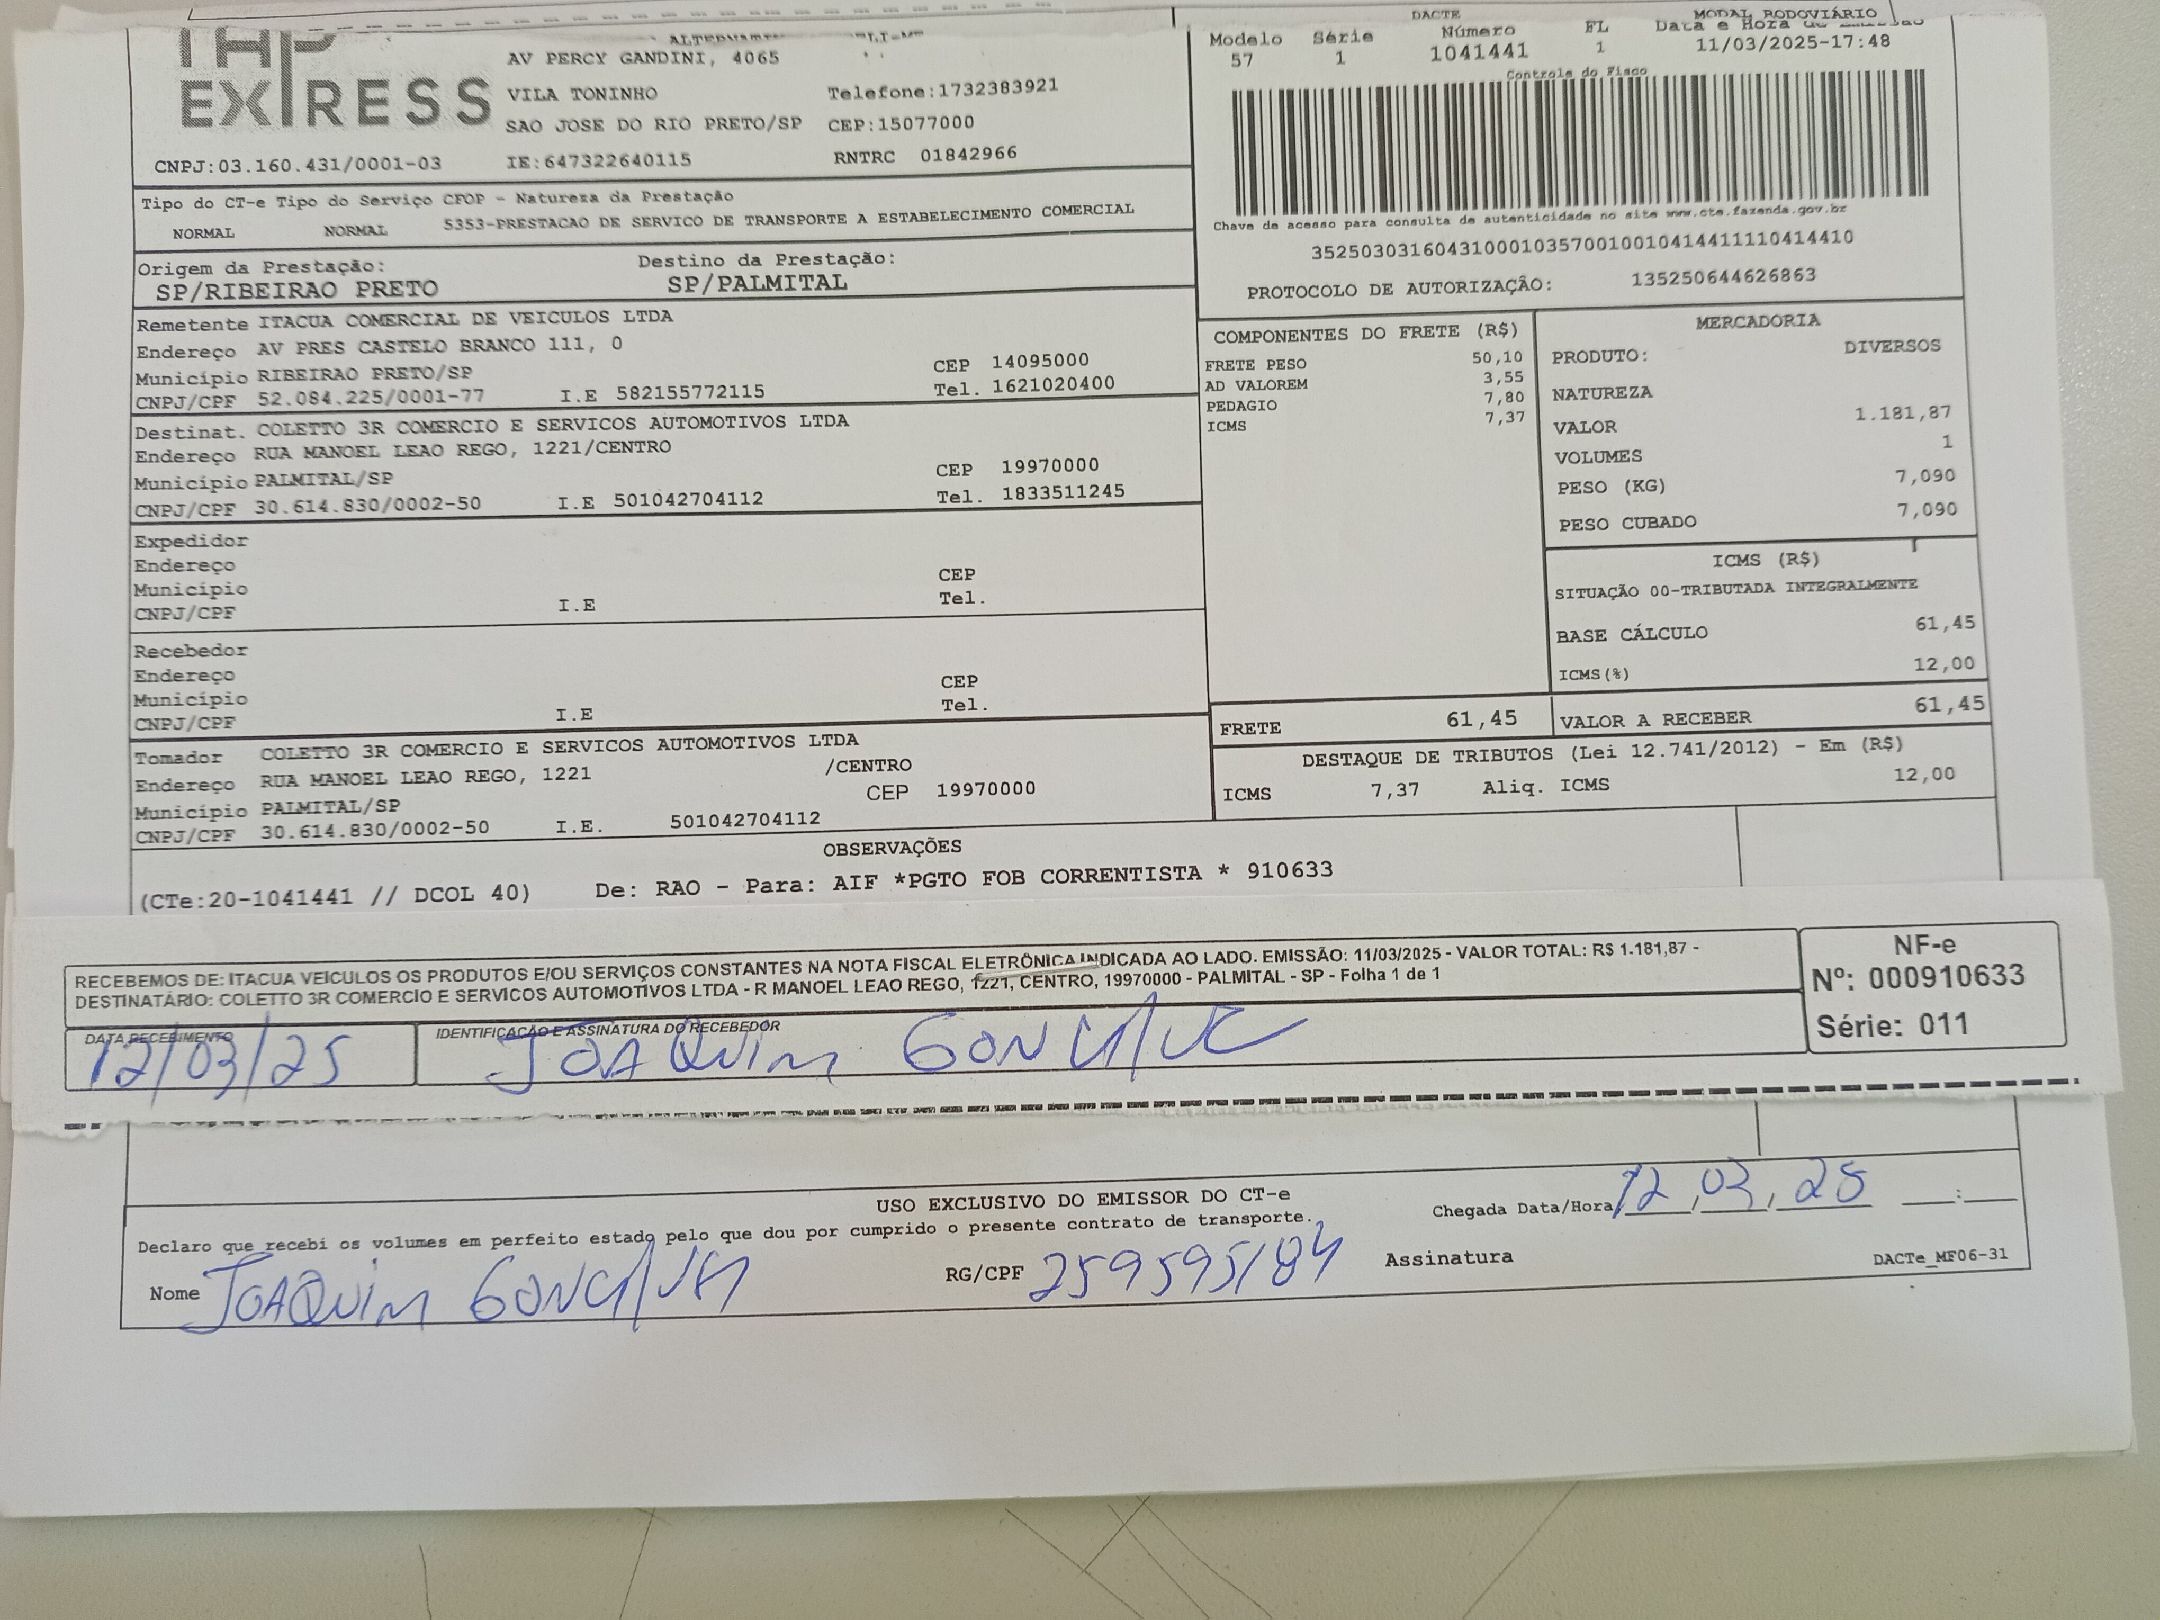 DACTE MODAL RODOVIÁRIO
EXPRESS
AV PERCY GANDINI, 4065
VILA TONINHO Telefone:1732383921
SAO JOSE DO RIO PRETO/SP CEP:15077000
CNPJ:03.160.431/0001-03 IE:647322640115 RNTRC 01842966
Modelo Série Número FL Data e Hora de
57 1 1041441 1 11/03/2025-17:48
Controle do Fisco
Chave de acesso para consulta de autenticidade no site www.cte.fazenda.gov.br
35250303160431000103570010010414411110414410
PROTOCOLO DE AUTORIZAÇÃO: 135250644626863
Tipo do CT-e Tipo do Serviço CFOP - Natureza da Prestação
NORMAL NORMAL 5353-PRESTACAO DE SERVICO DE TRANSPORTE A ESTABELECIMENTO COMERCIAL
Origem da Prestação: Destino da Prestação:
SP/RIBEIRAO PRETO SP/PALMITAL
Remetente ITACUA COMERCIAL DE VEICULOS LTDA
Endereço AV PRES CASTELO BRANCO 111, 0
Município RIBEIRAO PRETO/SP CEP 14095000
CNPJ/CPF 52.084.225/0001-77 I.E 582155772115 Tel. 1621020400
Destinat. COLETTO 3R COMERCIO E SERVICOS AUTOMOTIVOS LTDA
Endereço RUA MANOEL LEAO REGO, 1221/CENTRO
Município PALMITAL/SP CEP 19970000
CNPJ/CPF 30.614.830/0002-50 I.E 501042704112 Tel. 1833511245
Expedidor
Endereço
Município CEP
CNPJ/CPF I.E Tel.
Recebedor
Endereço
Município CEP
CNPJ/CPF I.E Tel.
Tomador COLETTO 3R COMERCIO E SERVICOS AUTOMOTIVOS LTDA
Endereço RUA MANOEL LEAO REGO, 1221 /CENTRO
Município PALMITAL/SP CEP 19970000
CNPJ/CPF 30.614.830/0002-50 I.E. 501042704112
COMPONENTES DO FRETE (R$)
FRETE PESO 50,10
AD VALOREM 3,55
PEDAGIO 7,80
ICMS 7,37
MERCADORIA
PRODUTO: DIVERSOS
NATUREZA
VALOR 1.181,87
VOLUMES 1
PESO (KG) 7,090
PESO CUBADO 7,090
ICMS (R$)
SITUAÇÃO 00-TRIBUTADA INTEGRALMENTE
BASE CÁLCULO 61,45
ICMS(%) 12,00
FRETE 61,45 VALOR A RECEBER 61,45
DESTAQUE DE TRIBUTOS (Lei 12.741/2012) - Em (R$)
ICMS 7,37 Aliq. ICMS 12,00
OBSERVAÇÕES
(CTe:20-1041441 // DCOL 40) De: RAO - Para: AIF *PGTO FOB CORRENTISTA * 910633
RECEBEMOS DE: ITACUA VEICULOS OS PRODUTOS E/OU SERVIÇOS CONSTANTES NA NOTA FISCAL ELETRÔNICA INDICADA AO LADO. EMISSÃO: 11/03/2025 - VALOR TOTAL: R$ 1.181,87 -
DESTINATÁRIO: COLETTO 3R COMERCIO E SERVICOS AUTOMOTIVOS LTDA - R MANOEL LEAO REGO, 1221, CENTRO, 19970000 - PALMITAL - SP - Folha 1 de 1
NF-e
Nº: 000910633
Série: 011
DATA RECEBIMENTO IDENTIFICAÇÃO E ASSINATURA DO RECEBEDOR
12/03/25 JOAQUIM
USO EXCLUSIVO DO EMISSOR DO CT-e
Chegada Data/Hora 12,03,25 __:__
Declaro que recebi os volumes em perfeito estado pelo que dou por cumprido o presente contrato de transporte.
Nome JOAQUIM RG/CPF Assinatura DACTe_MF06-31